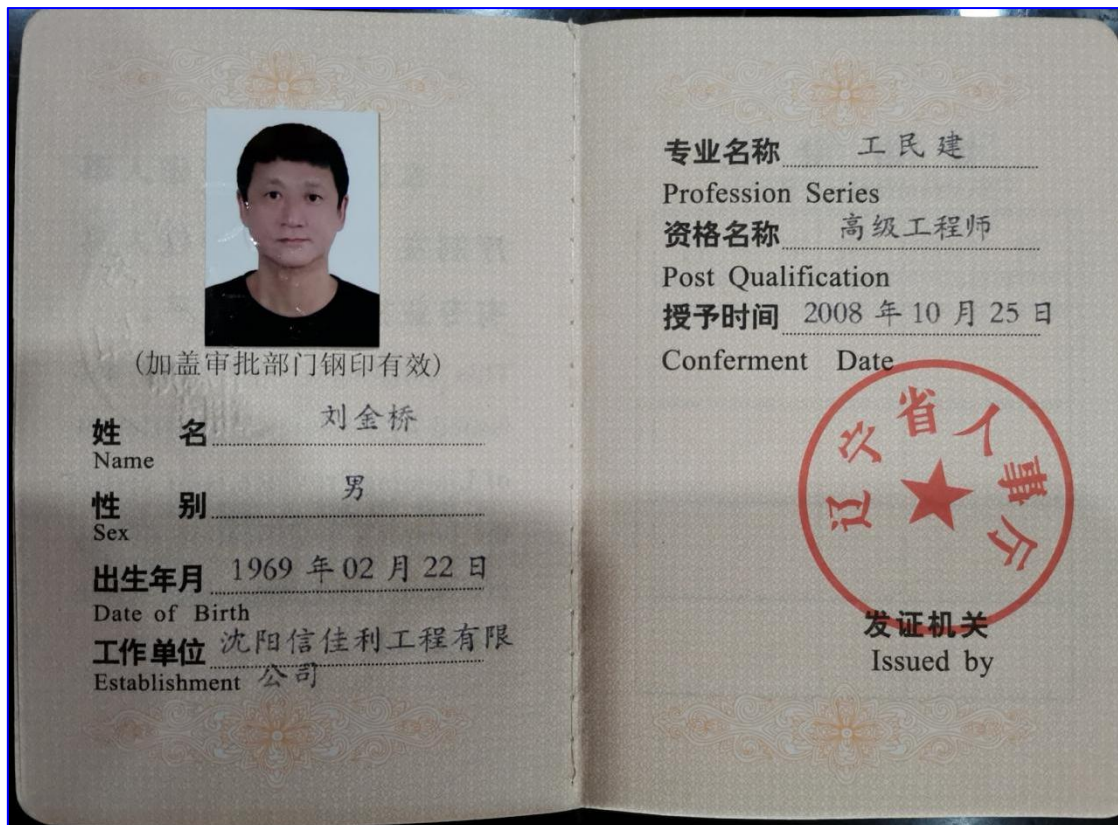 (加盖审批部门钢印有效)
姓 名 刘金桥
Name
性 别 男
Sex
出生年月 1969 年 02 月 22 日
Date of Birth
工作单位 沈阳信佳利工程有限
Establishment 公司
专业名称 工民建
Profession Series
资格名称 高级工程师
Post Qualification
授予时间 2008 年 10 月 25 日
Conferment Date
辽宁省人事厅
发证机关
Issued by